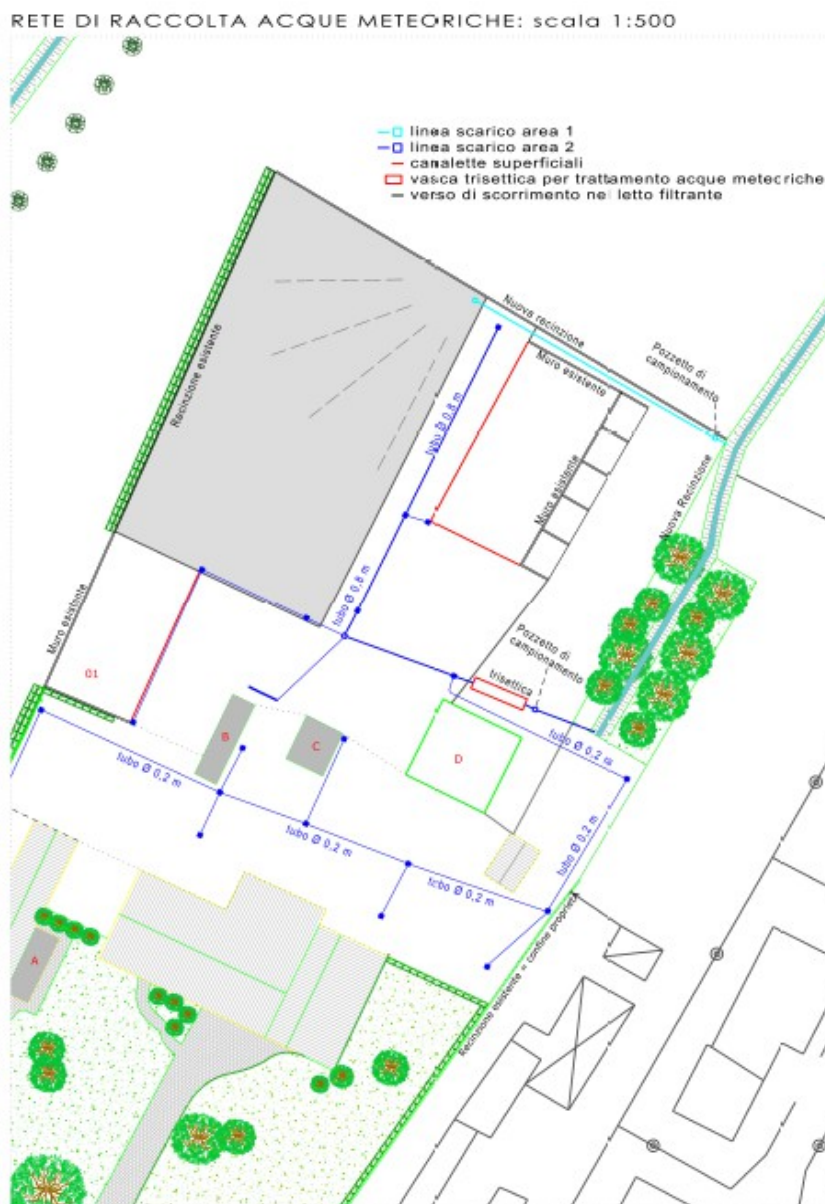 RETE DI RACCOLTA ACQUE METEORICHE: scala 1:500
linea scarico area 1
linea scarico area 2
canalette superficiali
vasca trisettica per trattamento acque meteoriche
verso di scorrimento nel letto filtrante
Nuova recinzione
Muro esistente
Pozzetto di
campionamento
Recinzione esistente
tubo Ø 0,8 m
Muro esistente
Nuova Recinzione
tubo Ø 0,8 m
Muro esistente
Pozzetto di
campionamento
trisettica
01
B
C
D
tubo Ø 0,2 m
tubo Ø 0,2 m
tubo Ø 0,2 m
tubo Ø 0,2 m
tubo Ø 0,2 m
Recinzione esistente = confine proprietà
A